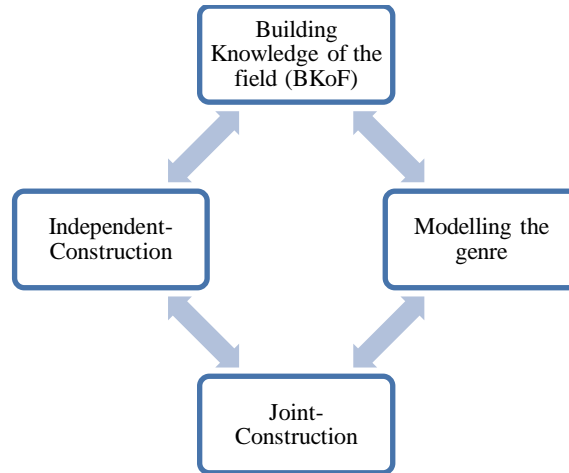 Building
Knowledge of the
field (BKoF)
Independent-
Construction
Modelling the
genre
Joint-
Construction